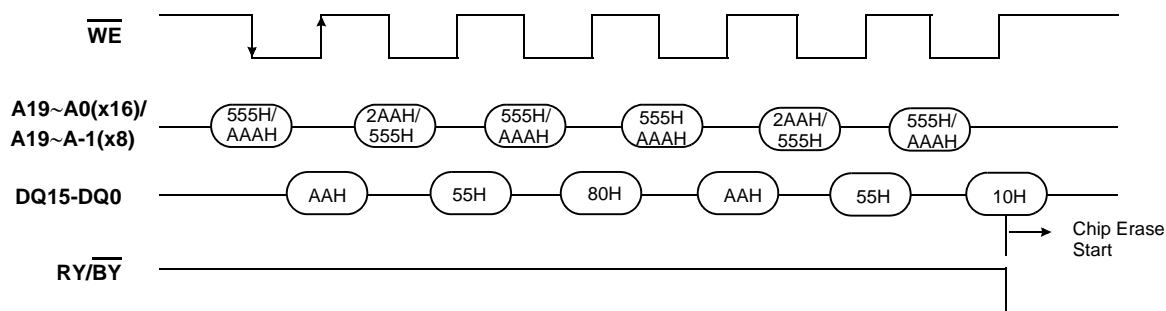 WE
A19~A0(x16)/
A19~A-1(x8)
555H/
AAAH
2AAH/
555H
555H/
AAAH
555H
AAAH
2AAH/
555H
555H/
AAAH
DQ15-DQ0
AAH
55H
80H
AAH
55H
10H
Chip Erase
Start
RY/BY